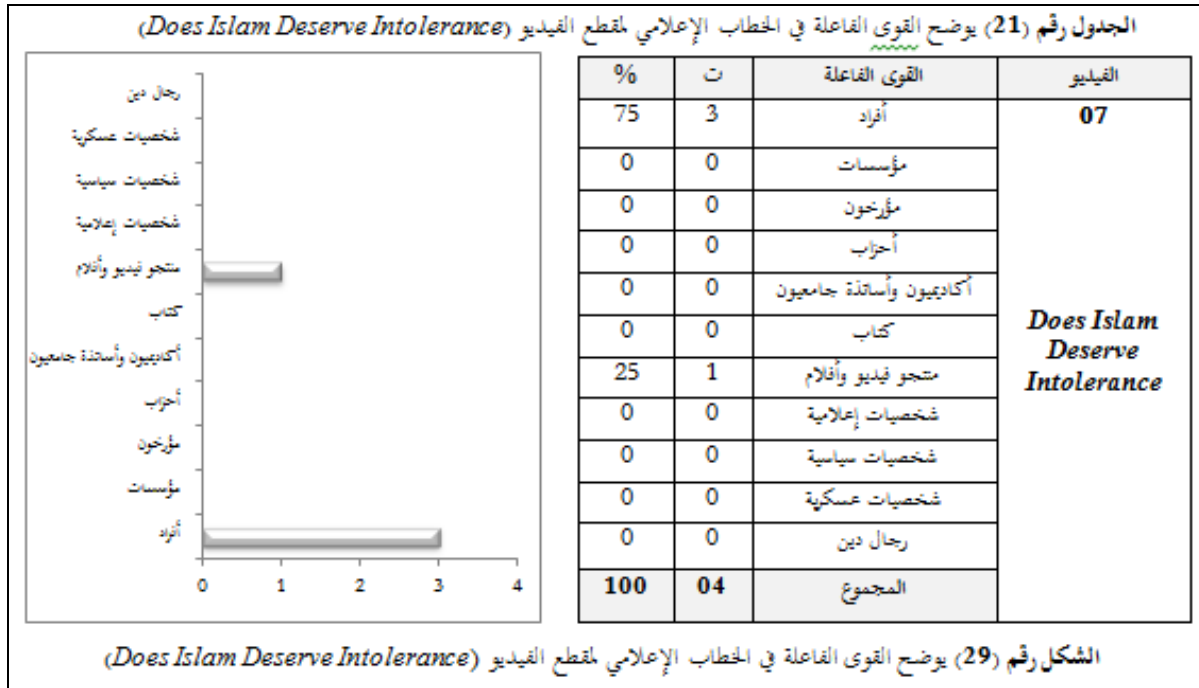 الجدول رقم (21) يوضح القوى الفاعلة في الخطاب الإعلامي لمقطع الفيديو (Does Islam Deserve Intolerance)
الفيديو القوى الفاعلة ت %
07 أفراد 3 75
مؤسسات 0 0
مؤرخون 0 0
أحزاب 0 0
أكاديميون وأساتذة جامعيون 0 0
كتاب 0 0
منتجو فيديو وأفلام 1 25
شخصيات إعلامية 0 0
شخصيات سياسية 0 0
شخصيات عسكرية 0 0
رجال دين 0 0
المجموع 04 100
Does Islam
Deserve
Intolerance
رجال دين
شخصيات عسكرية
شخصيات سياسية
شخصيات إعلامية
منتجو فيديو وأفلام
كتاب
أكاديميون وأساتذة جامعيون
أحزاب
مؤرخون
مؤسسات
أفراد
0 1 2 3 4
الشكل رقم (29) يوضح القوى الفاعلة في الخطاب الإعلامي لمقطع الفيديو (Does Islam Deserve Intolerance)